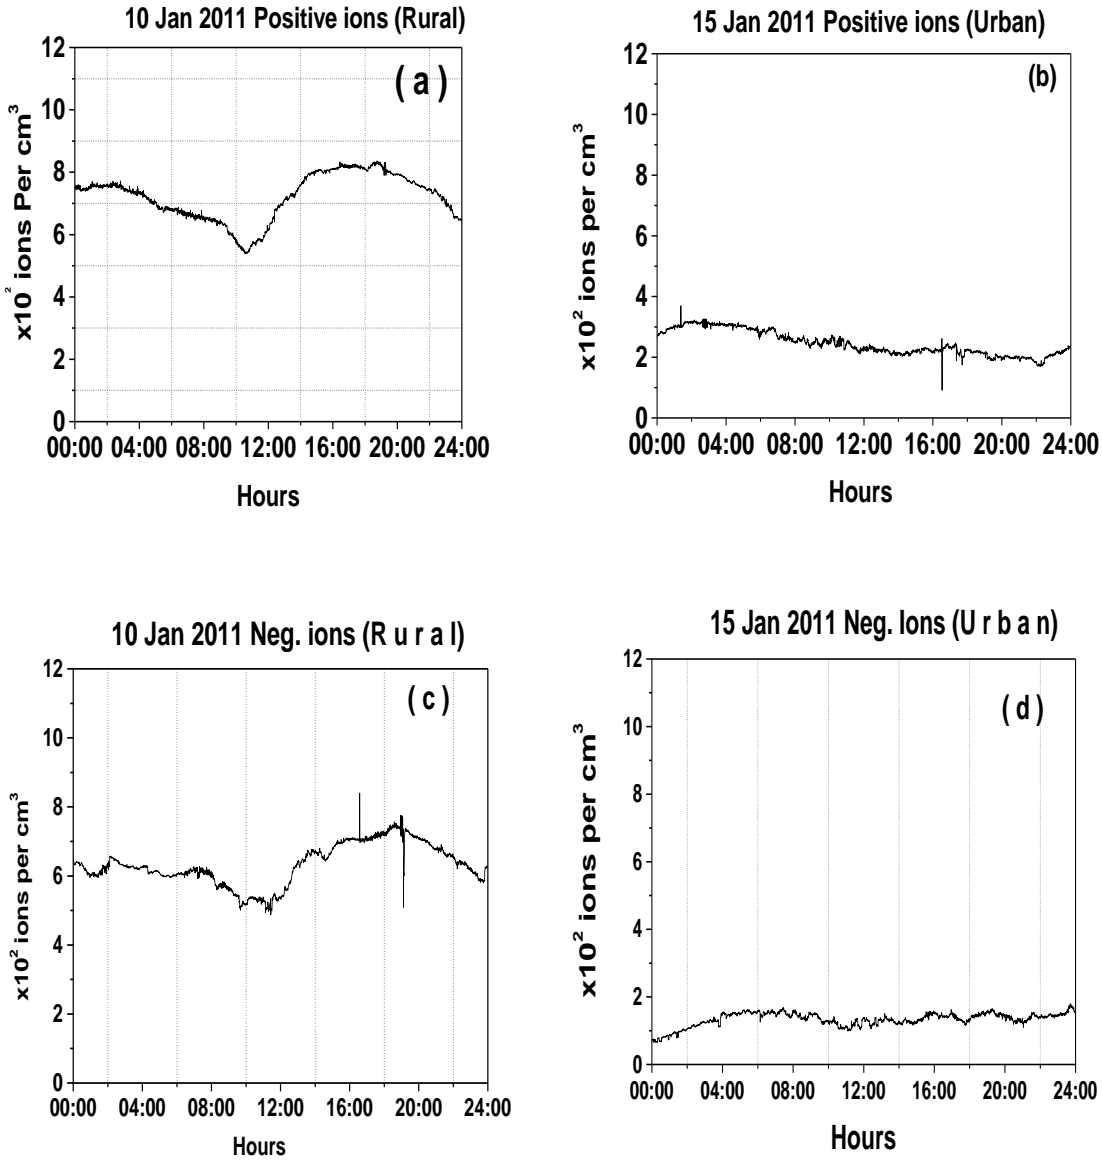 10 Jan 2011 Positive ions (Rural)
( a )
x10² ions Per cm³
12
10
8
6
4
2
0
00:00 04:00 08:00 12:00 16:00 20:00 24:00
Hours
15 Jan 2011 Positive ions (Urban)
(b)
x10² ions per cm³
12
10
8
6
4
2
0
00:00 04:00 08:00 12:00 16:00 20:00 24:00
Hours
10 Jan 2011 Neg. ions (R u r a l)
( c )
x10² ions per cm³
12
10
8
6
4
2
0
00:00 04:00 08:00 12:00 16:00 20:00 24:00
Hours
15 Jan 2011 Neg. Ions (U r b a n)
( d )
x10² ions per cm³
12
10
8
6
4
2
0
00:00 04:00 08:00 12:00 16:00 20:00 24:00
Hours